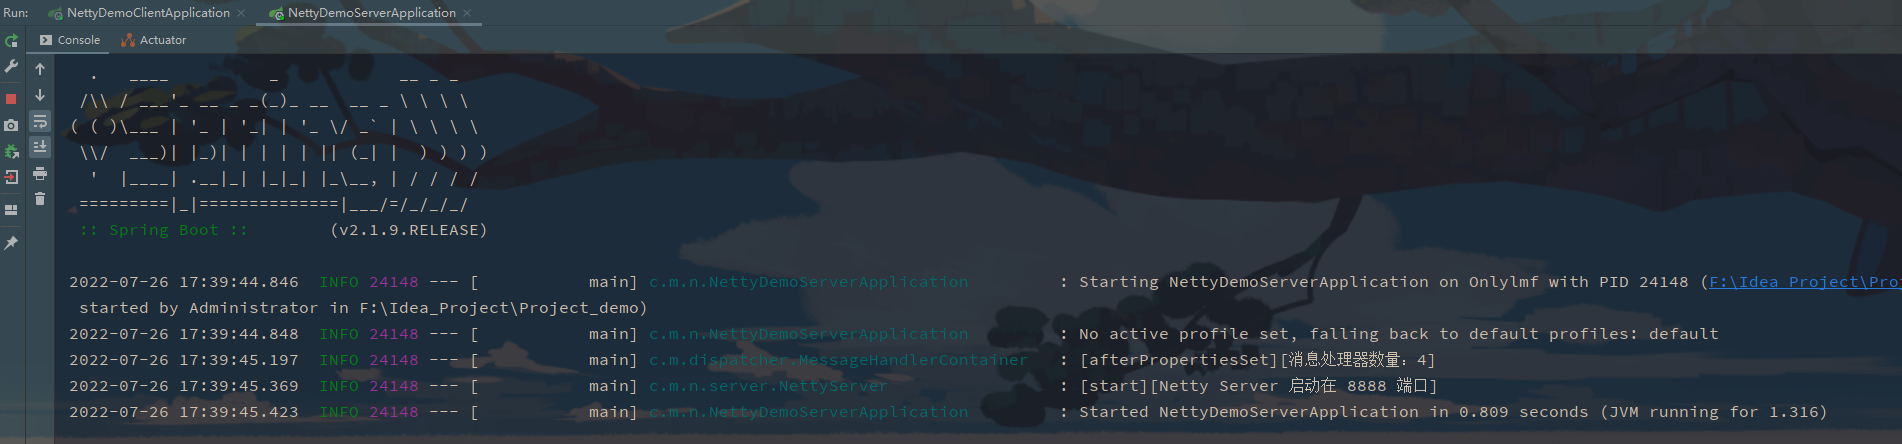 Run: NettyDemoClientApplication × NettyDemoServerApplication ×
Console Actuator
  .   ____          _            __ _ _
 /\\ / ___'_ __ _ _(_)_ __  __ _ \ \ \ \
( ( )\___ | '_ | '_| | '_ \/ _` | \ \ \ \
 \\/  ___)| |_)| | | | | || (_| |  ) ) ) )
  '  |____| .__|_| |_|_| |_\__, | / / / /
 =========|_|==============|___/=/_/_/_/
 :: Spring Boot ::        (v2.1.9.RELEASE)
2022-07-26 17:39:44.846  INFO 24148 --- [           main] c.m.n.NettyDemoServerApplication         : Starting NettyDemoServerApplication on Onlylmf with PID 24148 (F:\Idea_Project\Pro
 started by Administrator in F:\Idea_Project\Project_demo)
2022-07-26 17:39:44.848  INFO 24148 --- [           main] c.m.n.NettyDemoServerApplication         : No active profile set, falling back to default profiles: default
2022-07-26 17:39:45.197  INFO 24148 --- [           main] c.m.dispatcher.MessageHandlerContainer   : [afterPropertiesSet][消息处理器数量：4]
2022-07-26 17:39:45.369  INFO 24148 --- [           main] c.m.n.server.NettyServer                 : [start][Netty Server 启动在 8888 端口]
2022-07-26 17:39:45.423  INFO 24148 --- [           main] c.m.n.NettyDemoServerApplication         : Started NettyDemoServerApplication in 0.809 seconds (JVM running for 1.316)